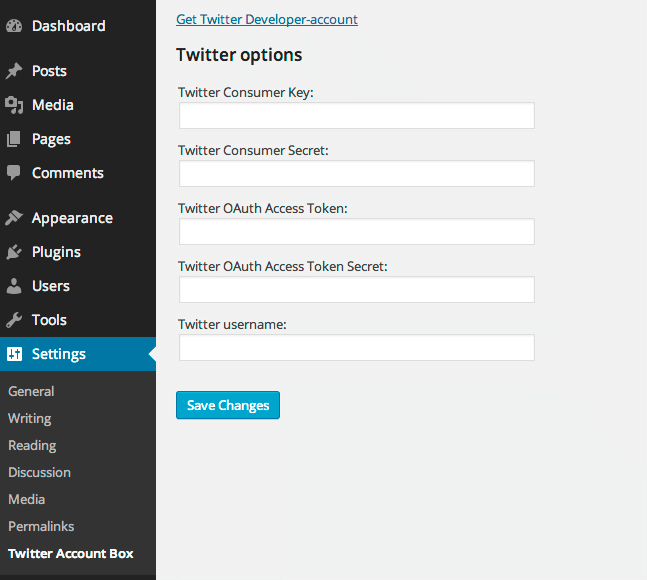 Dashboard
Posts
Media
Pages
Comments
Appearance
Plugins
Users
Tools
Settings
General
Writing
Reading
Discussion
Media
Permalinks
Twitter Account Box
Get Twitter Developer-account
Twitter options
Twitter Consumer Key:
Twitter Consumer Secret:
Twitter OAuth Access Token:
Twitter OAuth Access Token Secret:
Twitter username:
Save Changes